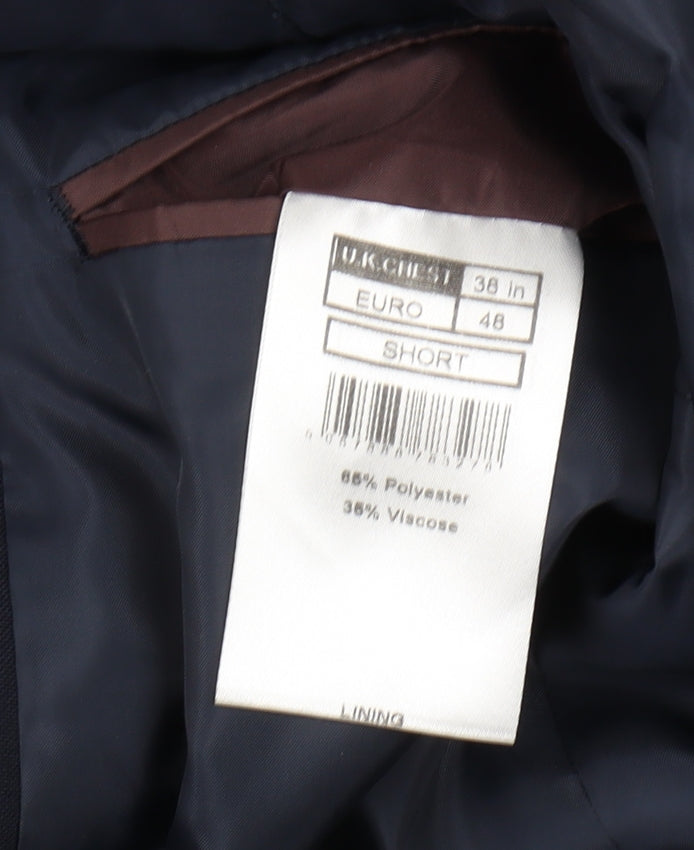 U.K.CHEST 38 in
EURO 48
SHORT
65% Polyester
35% Viscose
LINING